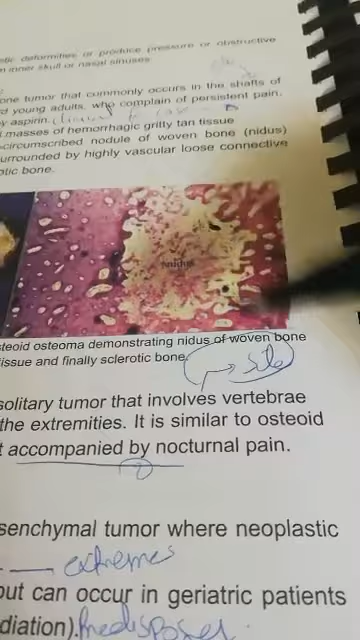 etic deformities or produce pressure or obstructive
n inner skull or nasal sinuses
one tumor that commonly occurs in the shafts of
d young adults, who complain of persistent pain.
y aspirin.
masses of hemorrhagic gritty tan tissue
circumscribed nodule of woven bone (nidus)
urrounded by highly vascular loose connective
otic bone.
nidus
steoid osteoma demonstrating nidus of woven bone
tissue and finally sclerotic bone.
→ site
solitary tumor that involves vertebrae
the extremities. It is similar to osteoid
t accompanied by nocturnal pain.
senchymal tumor where neoplastic
extremes
but can occur in geriatric patients
diation). predisposes